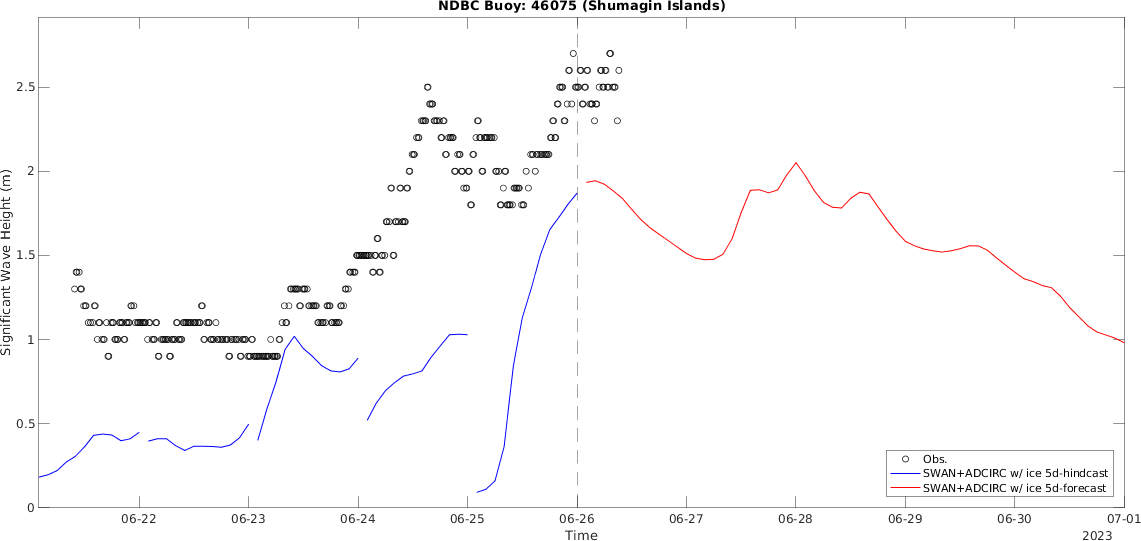 NDBC Buoy: 46075 (Shumagin Islands)
Significant Wave Height (m)
2.5
2
1.5
1
0.5
0
Obs.
SWAN+ADCIRC w/ ice 5d-hindcast
SWAN+ADCIRC w/ ice 5d-forecast
06-22 06-23 06-24 06-25 06-26 06-27 06-28 06-29 06-30 07-01
Time
2023